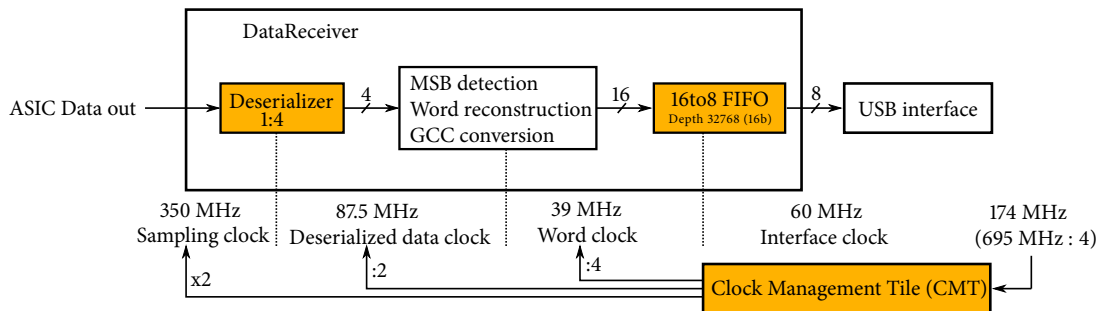 DataReceiver
ASIC Data out
Deserializer
1:4
4
MSB detection
Word reconstruction
GCC conversion
16
16to8 FIFO
Depth 32768 (16b)
8
USB interface
350 MHz
Sampling clock
87.5 MHz
Deserialized data clock
39 MHz
Word clock
60 MHz
Interface clock
174 MHz
(695 MHz : 4)
x2
:2
:4
Clock Management Tile (CMT)